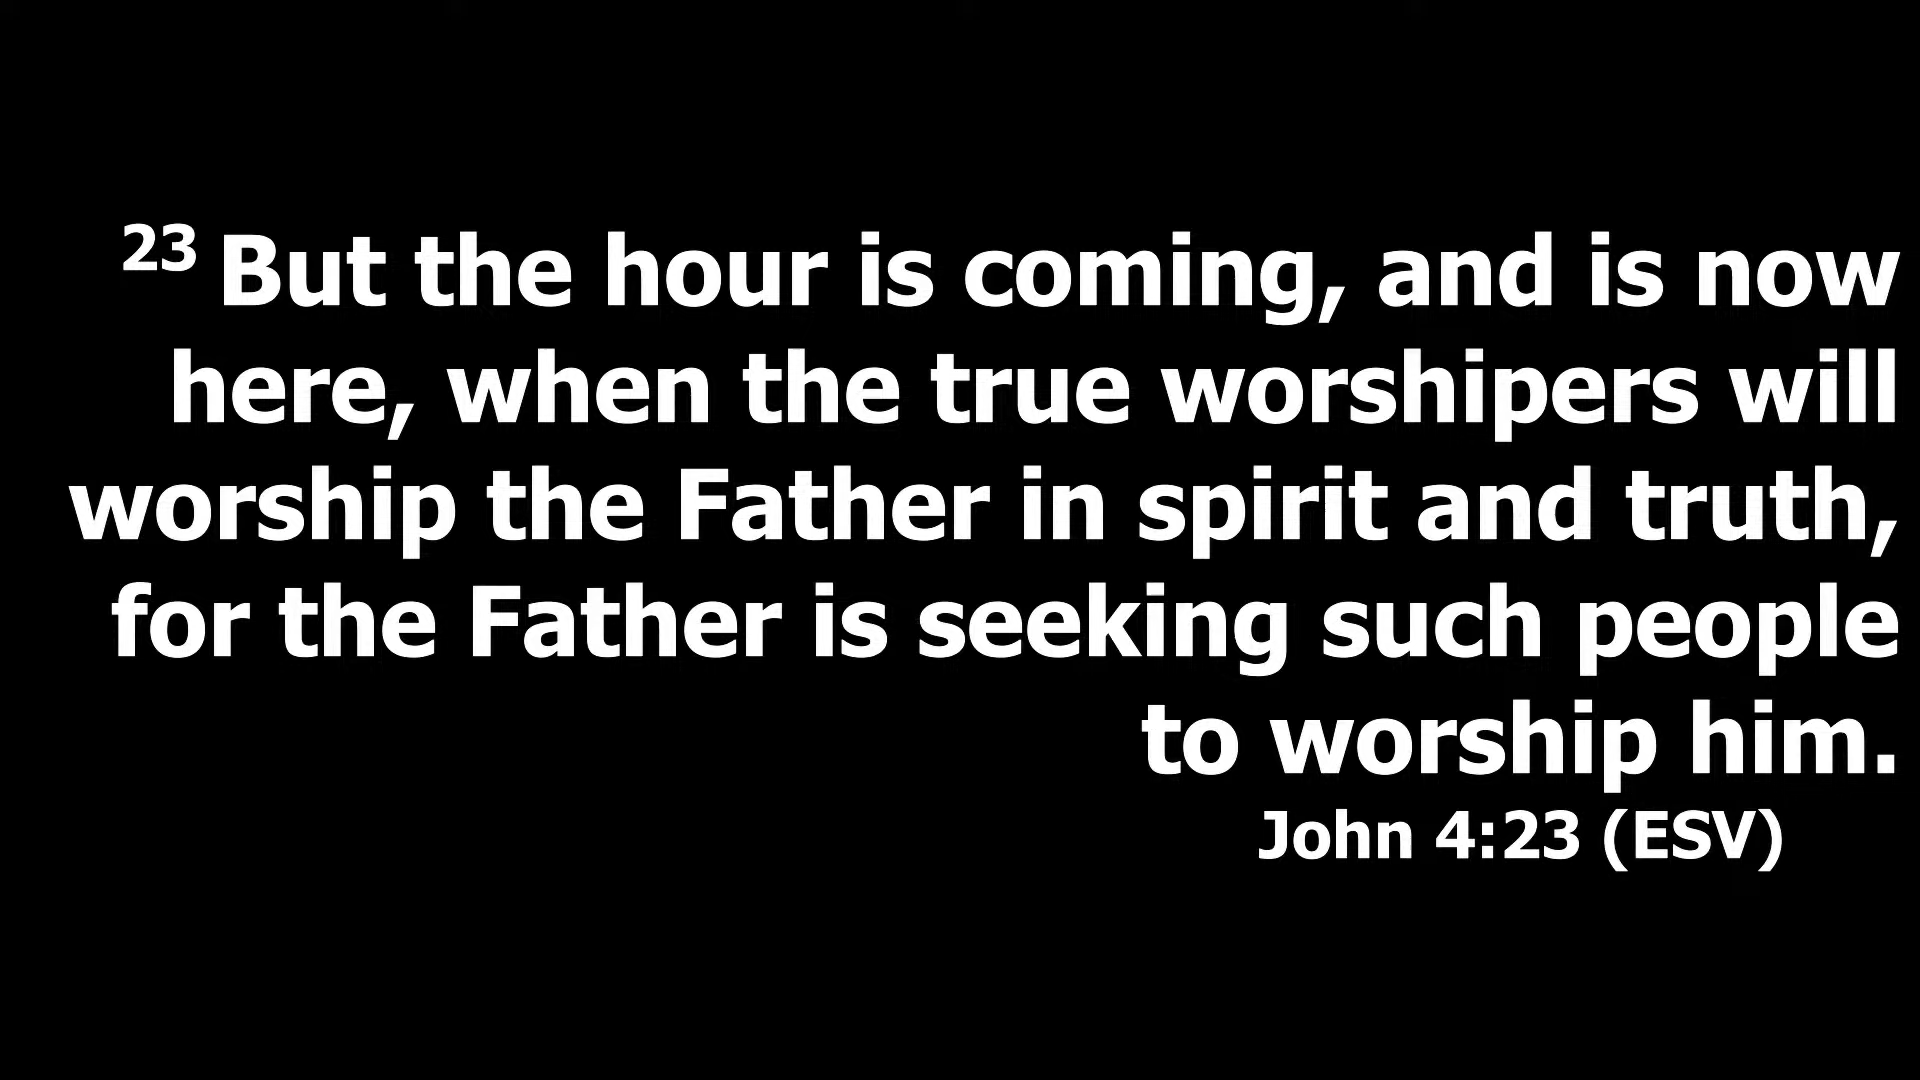 23 But the hour is coming, and is now
here, when the true worshipers will
worship the Father in spirit and truth,
for the Father is seeking such people
to worship him.
John 4:23 (ESV)